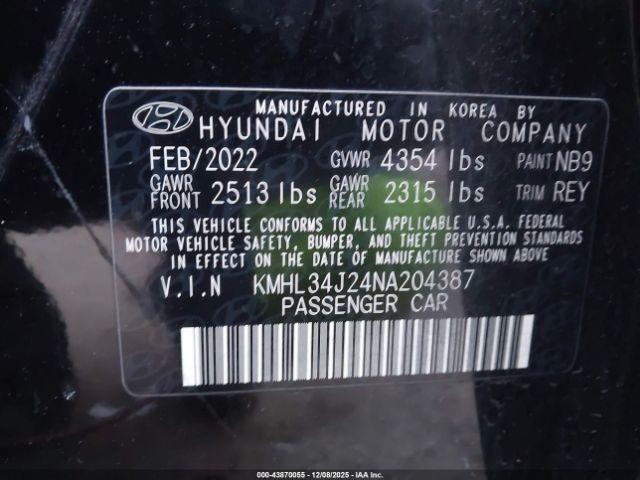 MANUFACTURED IN KOREA BY
HYUNDAI MOTOR COMPANY
FEB/2022 GVWR 4354 lbs PAINT NB9
GAWR FRONT 2513 lbs GAWR REAR 2315 lbs TRIM REY
THIS VEHICLE CONFORMS TO ALL APPLICABLE U.S.A. FEDERAL
MOTOR VEHICLE SAFETY, BUMPER, AND THEFT PREVENTION STANDARDS
IN EFFECT ON THE DATE OF MANUFACTURE SHOWN ABOVE
V.I.N KMHL34J24NA204387
PASSENGER CAR
000-43870055 - 12/08/2025 - IAA Inc.